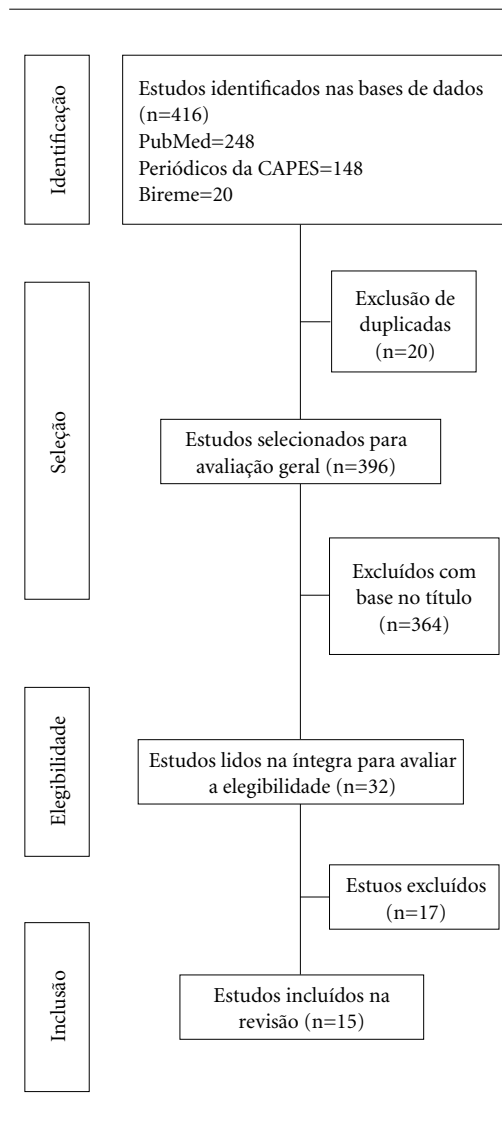 Identificação
Estudos identificados nas bases de dados
(n=416)
PubMed=248
Periódicos da CAPES=148
Bireme=20
Seleção
Exclusão de
duplicadas
(n=20)
Estudos selecionados para
avaliação geral (n=396)
Excluídos com
base no título
(n=364)
Elegibilidade
Estudos lidos na íntegra para avaliar
a elegibilidade (n=32)
Estuos excluídos
(n=17)
Inclusão
Estudos incluídos na
revisão (n=15)